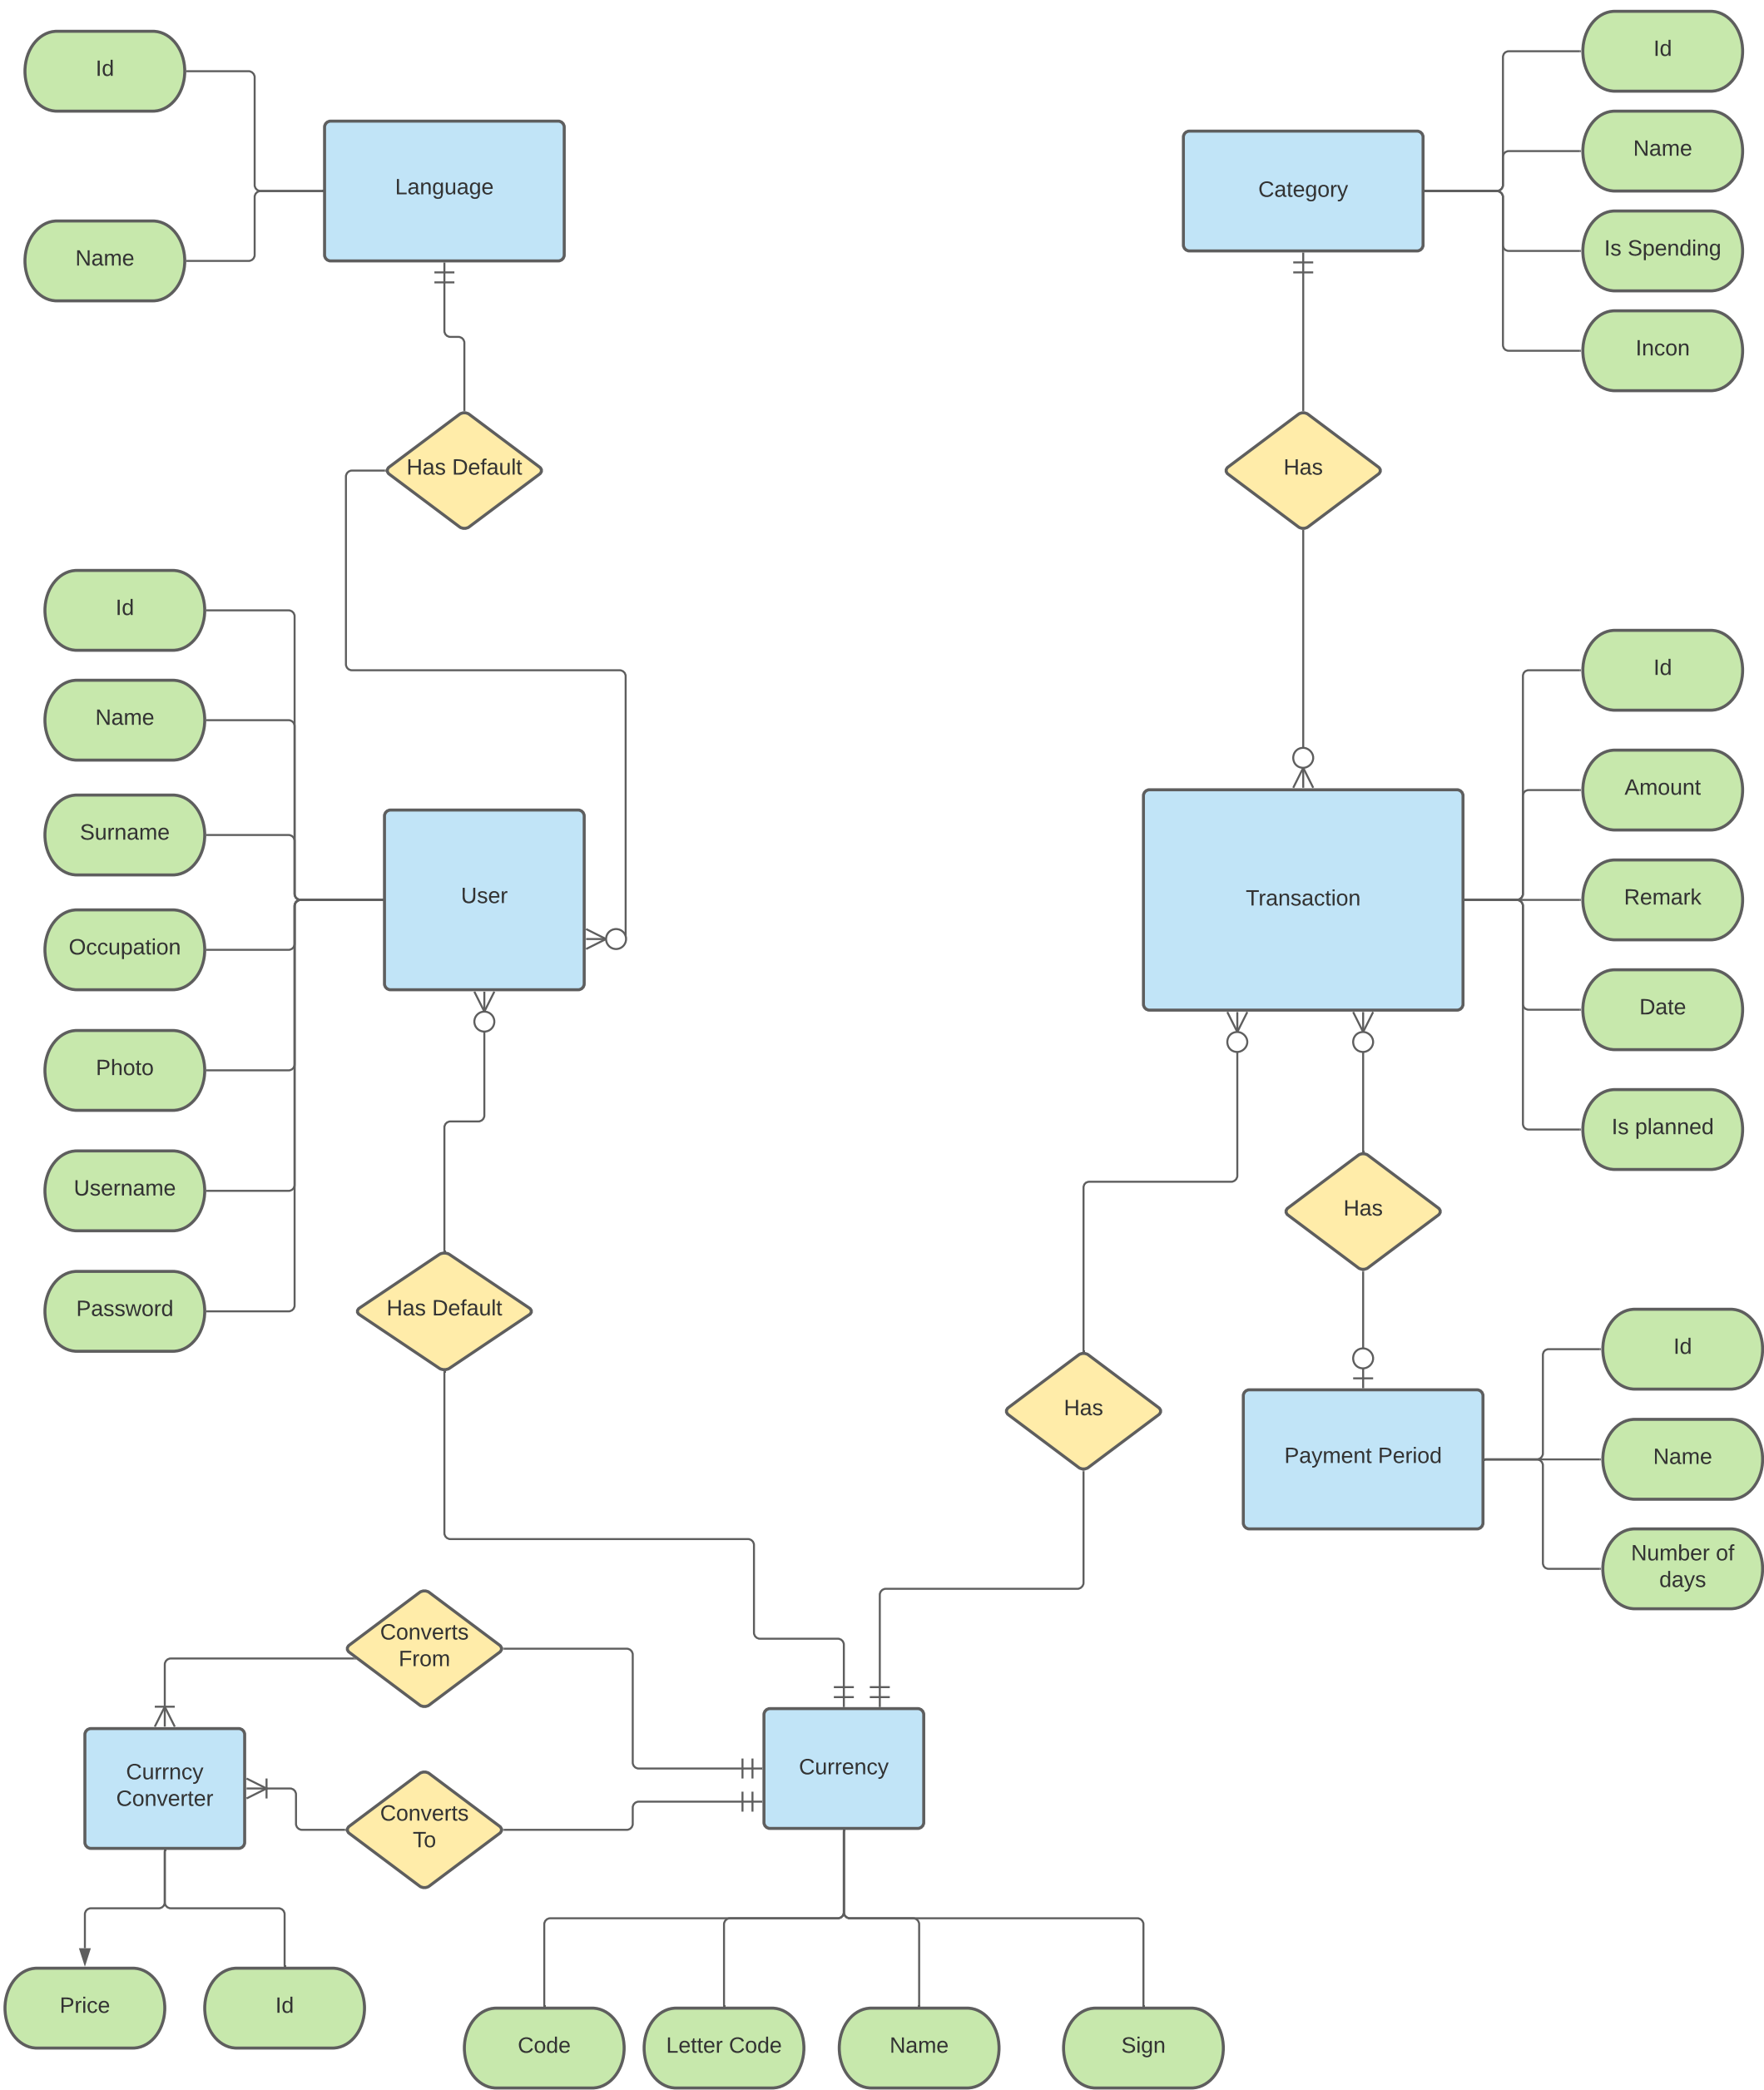 Id
Name
Language
Has Default
Id
Name
Surname
Occupation
Photo
Username
Password
User
Has Default
Category
Id
Name
Is Spending
Incon
Has
Transaction
Id
Amount
Remark
Date
Is planned
Has
Has
Payment Period
Id
Name
Number of
days
Converts
From
Currncy
Converter
Converts
To
Currency
Price
Id
Code
Letter Code
Name
Sign